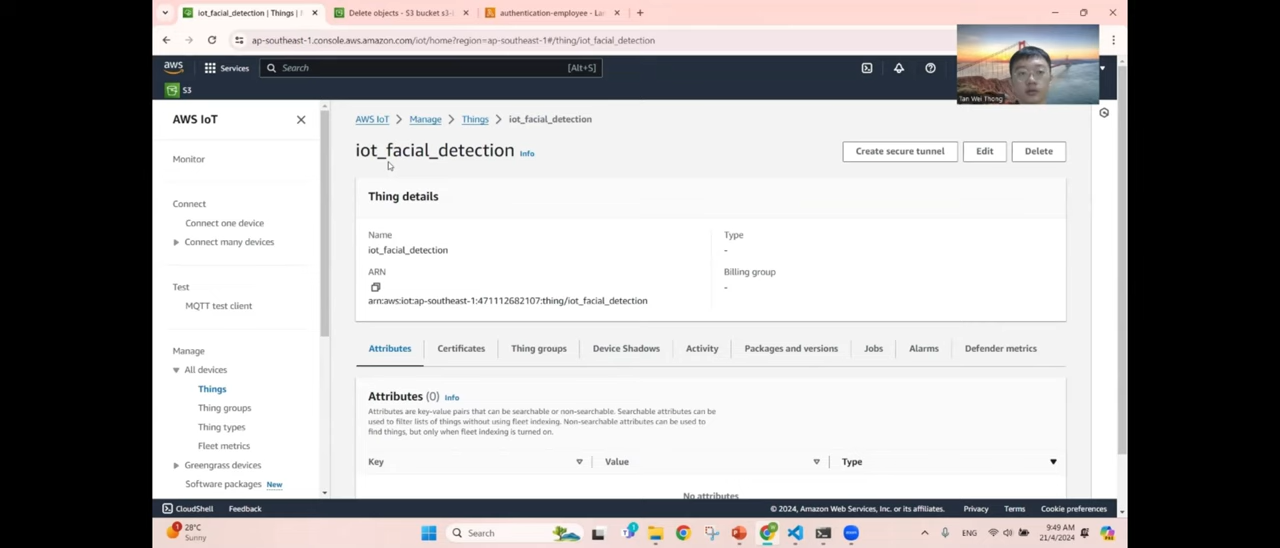 iot_facial_detection | Things | 
Delete objects - S3 bucket s3-
authentication-employee - La
ap-southeast-1.console.aws.amazon.com/iot/home?region=ap-southeast-1#/thing/iot_facial_detection
aws
Services
Search
[Alt+S]
S3
Tan Wei Thong
AWS IoT
Monitor
Connect
Connect one device
Connect many devices
Test
MQTT test client
Manage
All devices
Things
Thing groups
Thing types
Fleet metrics
Greengrass devices
Software packages New
AWS IoT > Manage > Things > iot_facial_detection
iot_facial_detection Info
Create secure tunnel
Edit
Delete
Thing details
Name
iot_facial_detection
ARN
arn:aws:iot:ap-southeast-1:471112682107:thing/iot_facial_detection
Type
-
Billing group
-
Attributes
Certificates
Thing groups
Device Shadows
Activity
Packages and versions
Jobs
Alarms
Defender metrics
Attributes (0) Info
Attributes are key-value pairs that can be searchable or non-searchable. Searchable attributes can be
used to filter lists of things without using fleet indexing. Non-searchable attributes can be used to
find things, but only when fleet indexing is turned on.
Key
Value
Type
No attributes
CloudShell
Feedback
© 2024, Amazon Web Services, Inc. or its affiliates.
Privacy
Terms
Cookie preferences
1
28°C
Sunny
Search
ENG
9:49 AM
21/4/2024